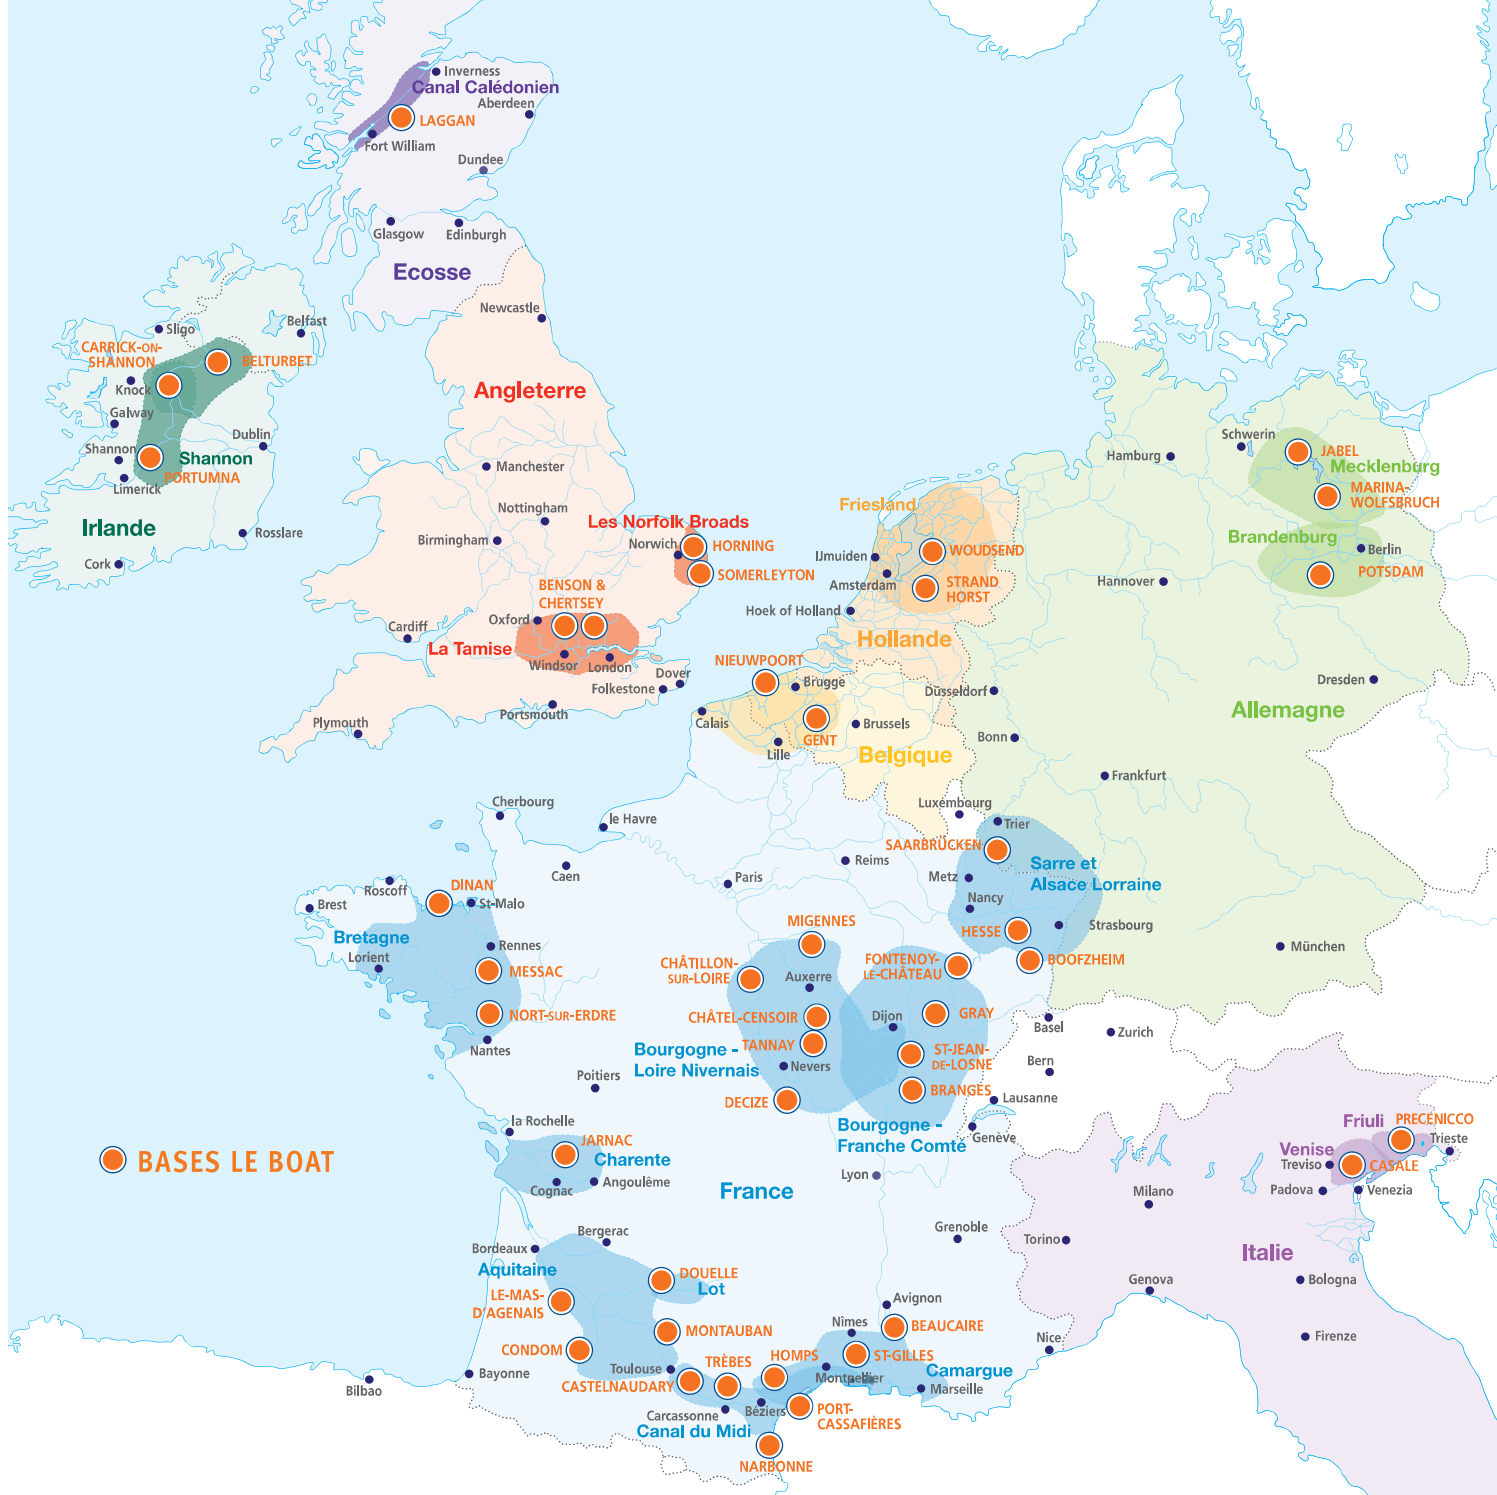 Inverness
Canal Calédonien
Aberdeen
LAGGAN
Fort William
Dundee
Glasgow
Edinburgh
Ecosse
Newcastle
Sligo
Belfast
CARRICK-ON-
SHANNON
BELTURBET
Knock
Galway
Dublin
Shannon
Shannon
PORTUMNA
Limerick
Irlande
Rosslare
Cork
Angleterre
Manchester
Nottingham
Les Norfolk Broads
Birmingham
Norwich
HORNING
SOMERLEYTON
BENSON &
CHERTSEY
Oxford
Cardiff
La Tamise
Windsor
London
Dover
Folkestone
Portsmouth
Plymouth
Friesland
IJmuiden
WOUDSEND
Amsterdam
STRAND
HORST
Hoek of Holland
Hollande
NIEUWPOORT
Brugge
Calais
GENT
Brussels
Lille
Belgique
Schwerin
Hamburg
JABEL
Mecklenburg
MARINA-
WOLFSBRUCH
Brandenburg
Berlin
POTSDAM
Hannover
Düsseldorf
Dresden
Allemagne
Bonn
Frankfurt
Luxembourg
Trier
SAARBRÜCKEN
Sarre et
Alsace Lorraine
Metz
Nancy
Strasbourg
HESSE
BOOFZHEIM
München
Cherbourg
le Havre
Caen
Reims
Paris
Roscoff
DINAN
Brest
St-Malo
Bretagne
Rennes
Lorient
MESSAC
NORT-SUR-ERDRE
Nantes
MIGENNES
CHÂTILLON-
SUR-LOIRE
Auxerre
FONTENOY-
LE-CHÂTEAU
CHÂTEL-CENSOIR
Dijon
GRAY
TANNAY
Bourgogne -
Loire Nivernais
Nevers
ST-JEAN-
DE-LOSNE
BRANGES
DECIZE
Bourgogne -
Franche Comté
Basel
Zurich
Bern
Lausanne
Genève
Poitiers
la Rochelle
JARNAC
Charente
Cognac
Angoulême
BASES LE BOAT
France
Lyon
Grenoble
Friuli
PRECENICCO
Trieste
Venise
Treviso
CASALE
Padova
Venezia
Milano
Torino
Italie
Genova
Bologna
Firenze
Bergerac
Bordeaux
Aquitaine
DOUELLE
Lot
LE-MAS-
D'AGENAIS
MONTAUBAN
CONDOM
Avignon
Nîmes
BEAUCAIRE
ST-GILLES
Nice
Camargue
Marseille
Montpellier
HOMPS
TRÈBES
Toulouse
CASTELNAUDARY
Bayonne
Bilbao
Carcassonne
Béziers
PORT-
CASSAFIÈRES
Canal du Midi
NARBONNE